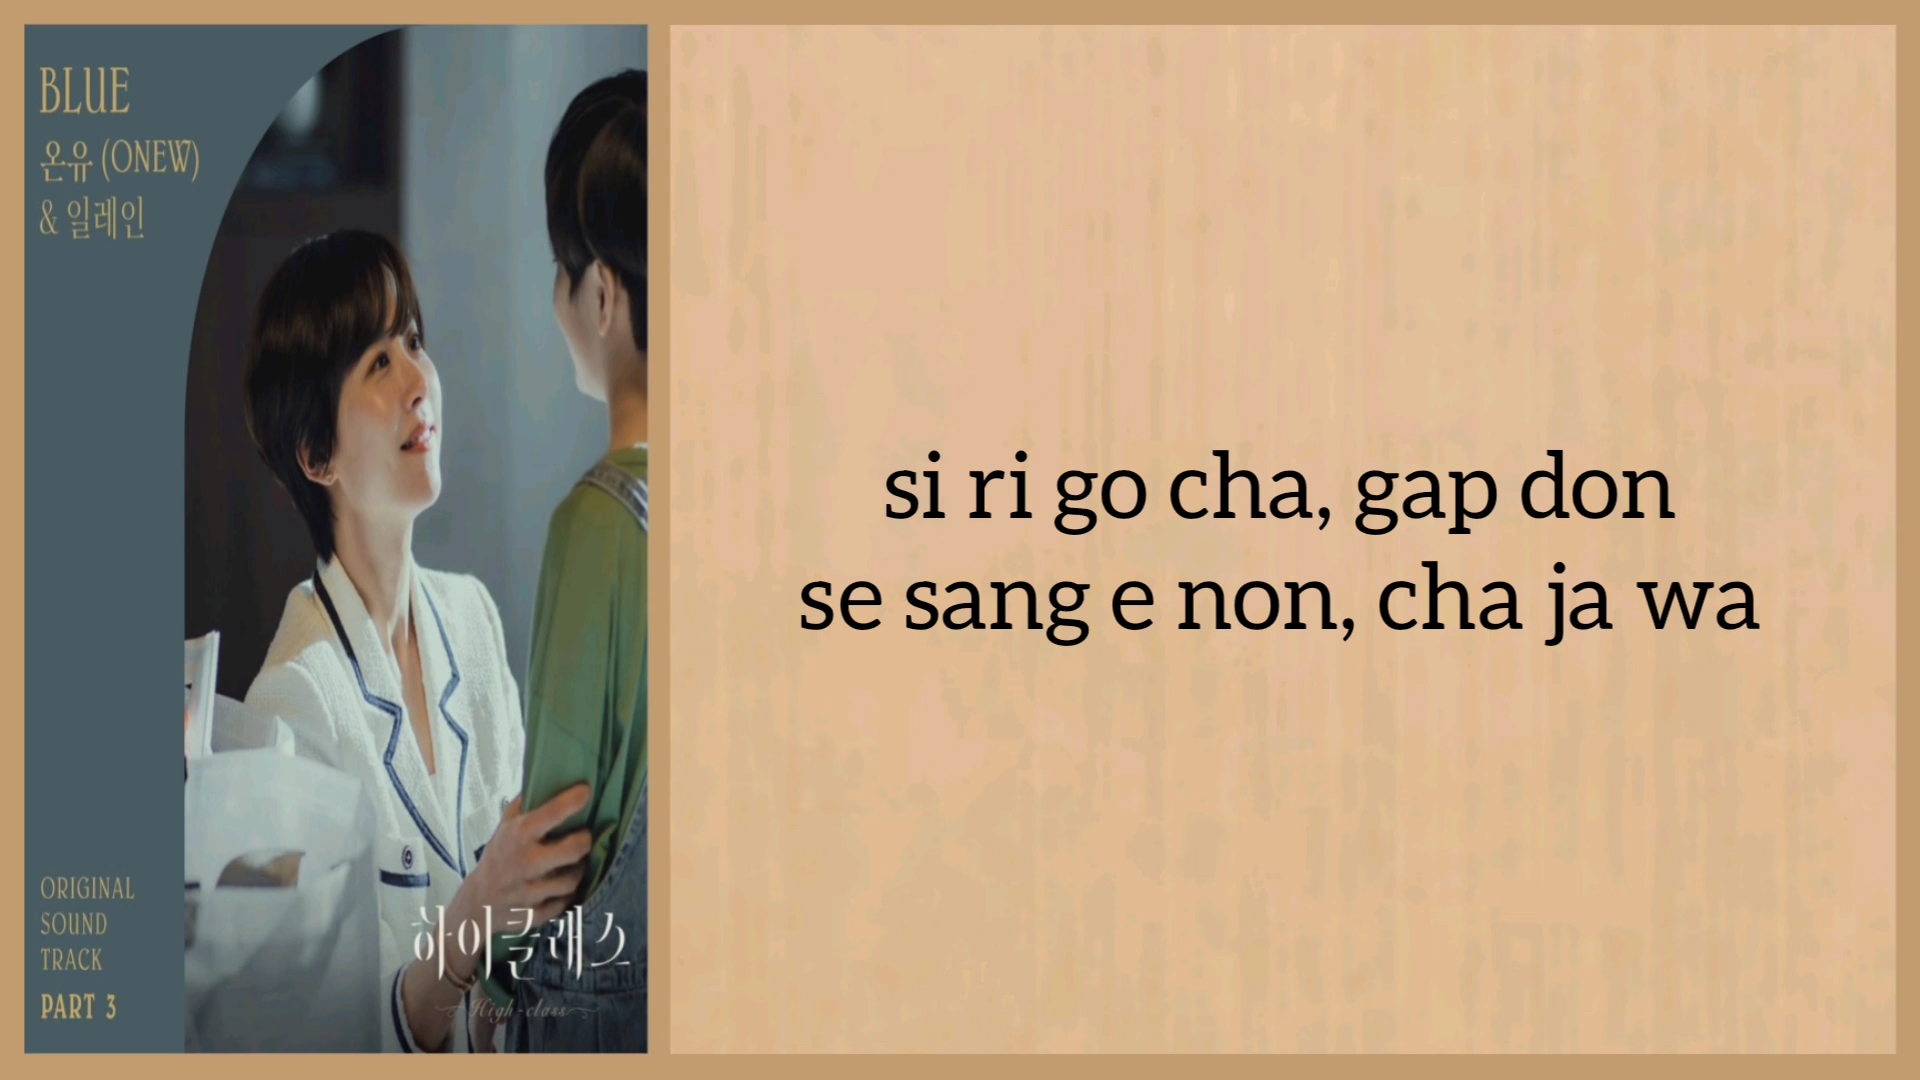 BLUE
온유 (ONEW)
& 일레인
ORIGINAL
SOUND
TRACK
PART 3
하이클래스
High-class
si ri go cha, gap don
se sang e non, cha ja wa